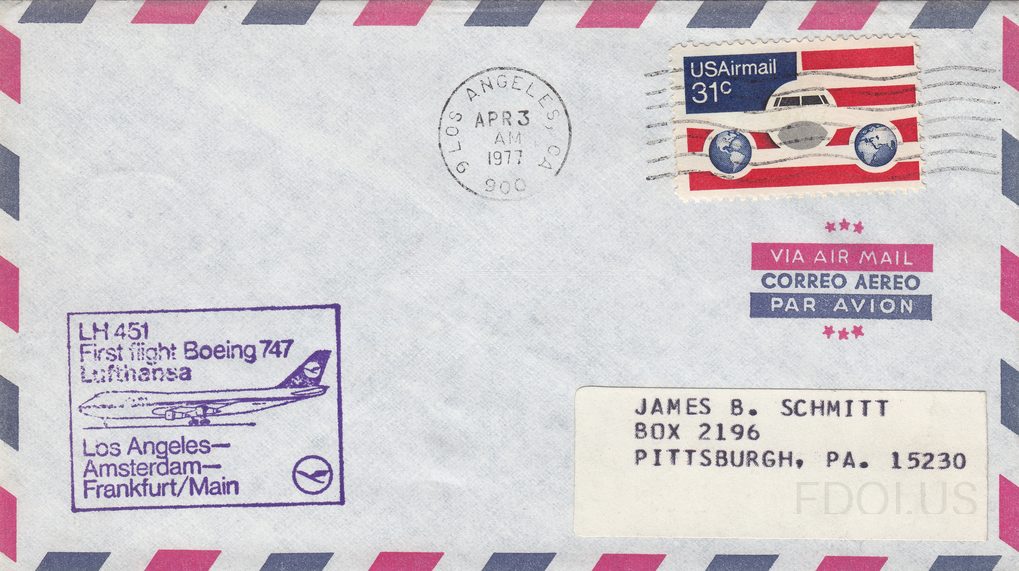 LOS ANGELES, CA
APR 3
AM
1977
900
USAirmail
31c
VIA AIR MAIL
CORREO AEREO
PAR AVION
LH 451
First flight Boeing 747
Lufthansa
Los Angeles—
Amsterdam—
Frankfurt/Main
JAMES B. SCHMITT
BOX 2196
PITTSBURGH, PA. 15230
FDOI.US